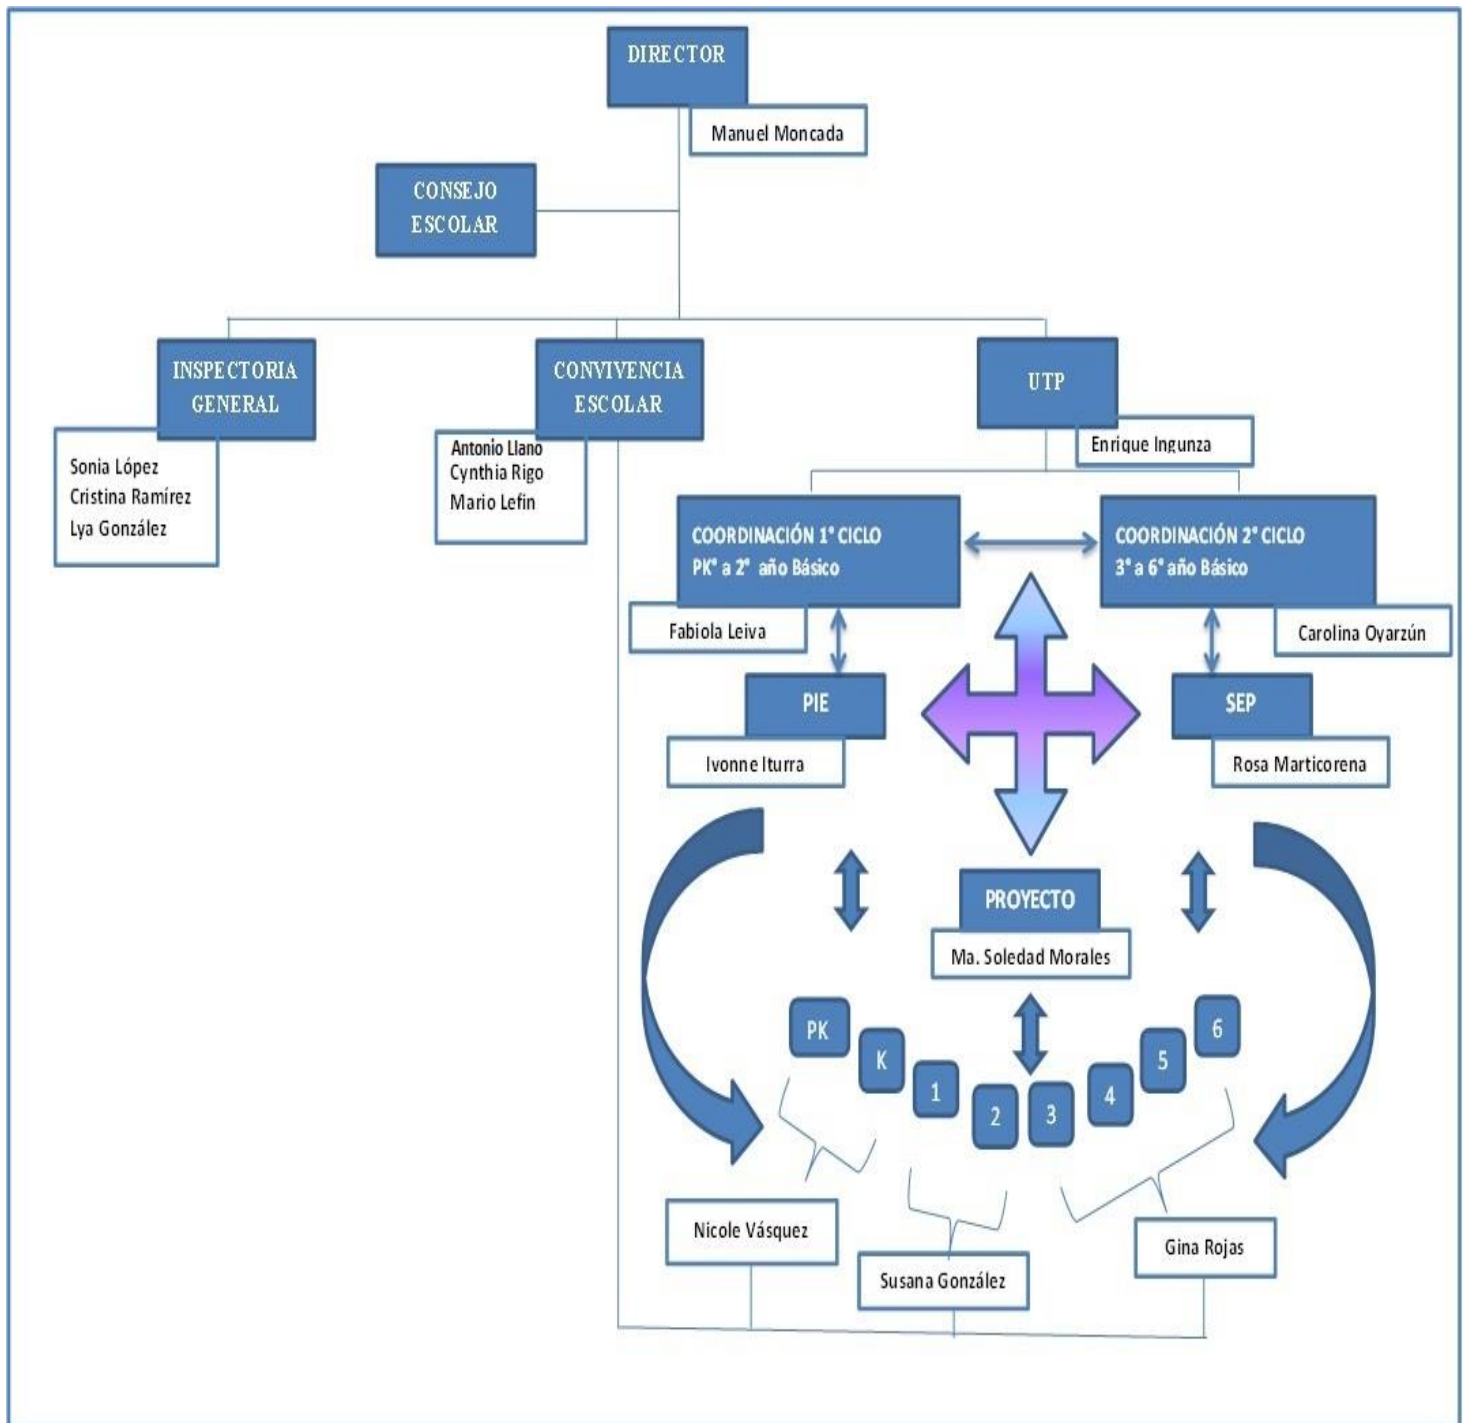 DIRECTOR
Manuel Moncada
CONSEJO
ESCOLAR
INSPECTORIA
GENERAL
Sonia López
Cristina Ramírez
Lya González
CONVIVENCIA
ESCOLAR
Antonio Llano
Cynthia Rigo
Mario Lefin
UTP
Enrique Ingunza
COORDINACIÓN 1° CICLO
PK° a 2° año Básico
Fabiola Leiva
COORDINACIÓN 2° CICLO
3° a 6° año Básico
Carolina Oyarzún
PIE
Ivonne Iturra
SEP
Rosa Marticorena
PROYECTO
Ma. Soledad Morales
PK
K
1
2
3
4
5
6
Nicole Vásquez
Susana González
Gina Rojas